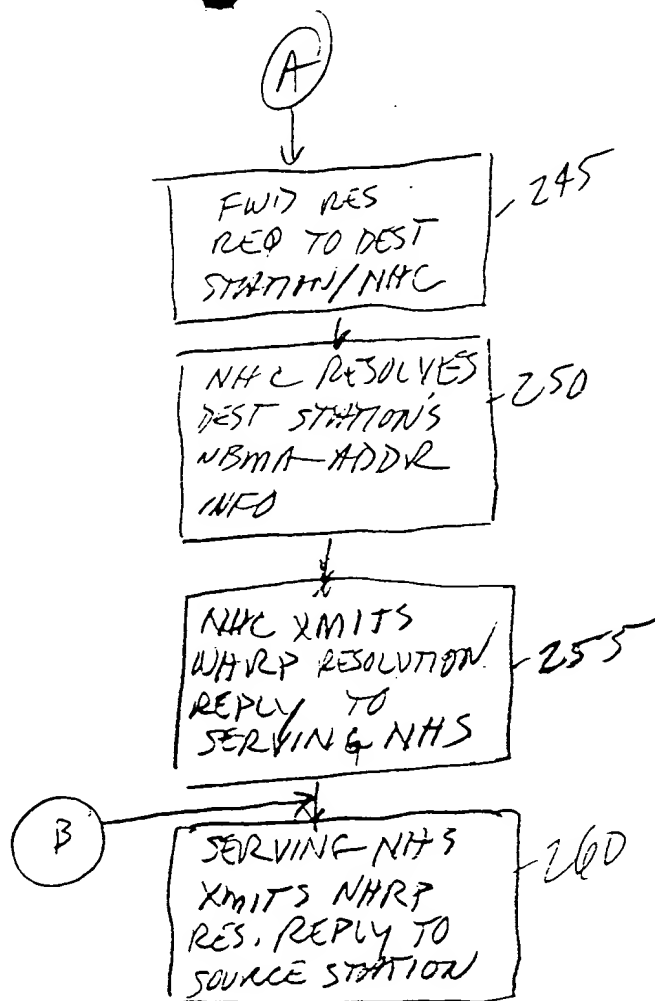 A
FWD RES
REQ TO DEST
STATION/NHC
245
NHC RESOLVES
DEST STATION'S
NBMA-ADDR
INFO
250
NHC XMITS
NHRP RESOLUTION
REPLY TO
SERVING NHS
255
B
SERVING NHS
XMITS NHRP
RES. REPLY TO
SOURCE STATION
260